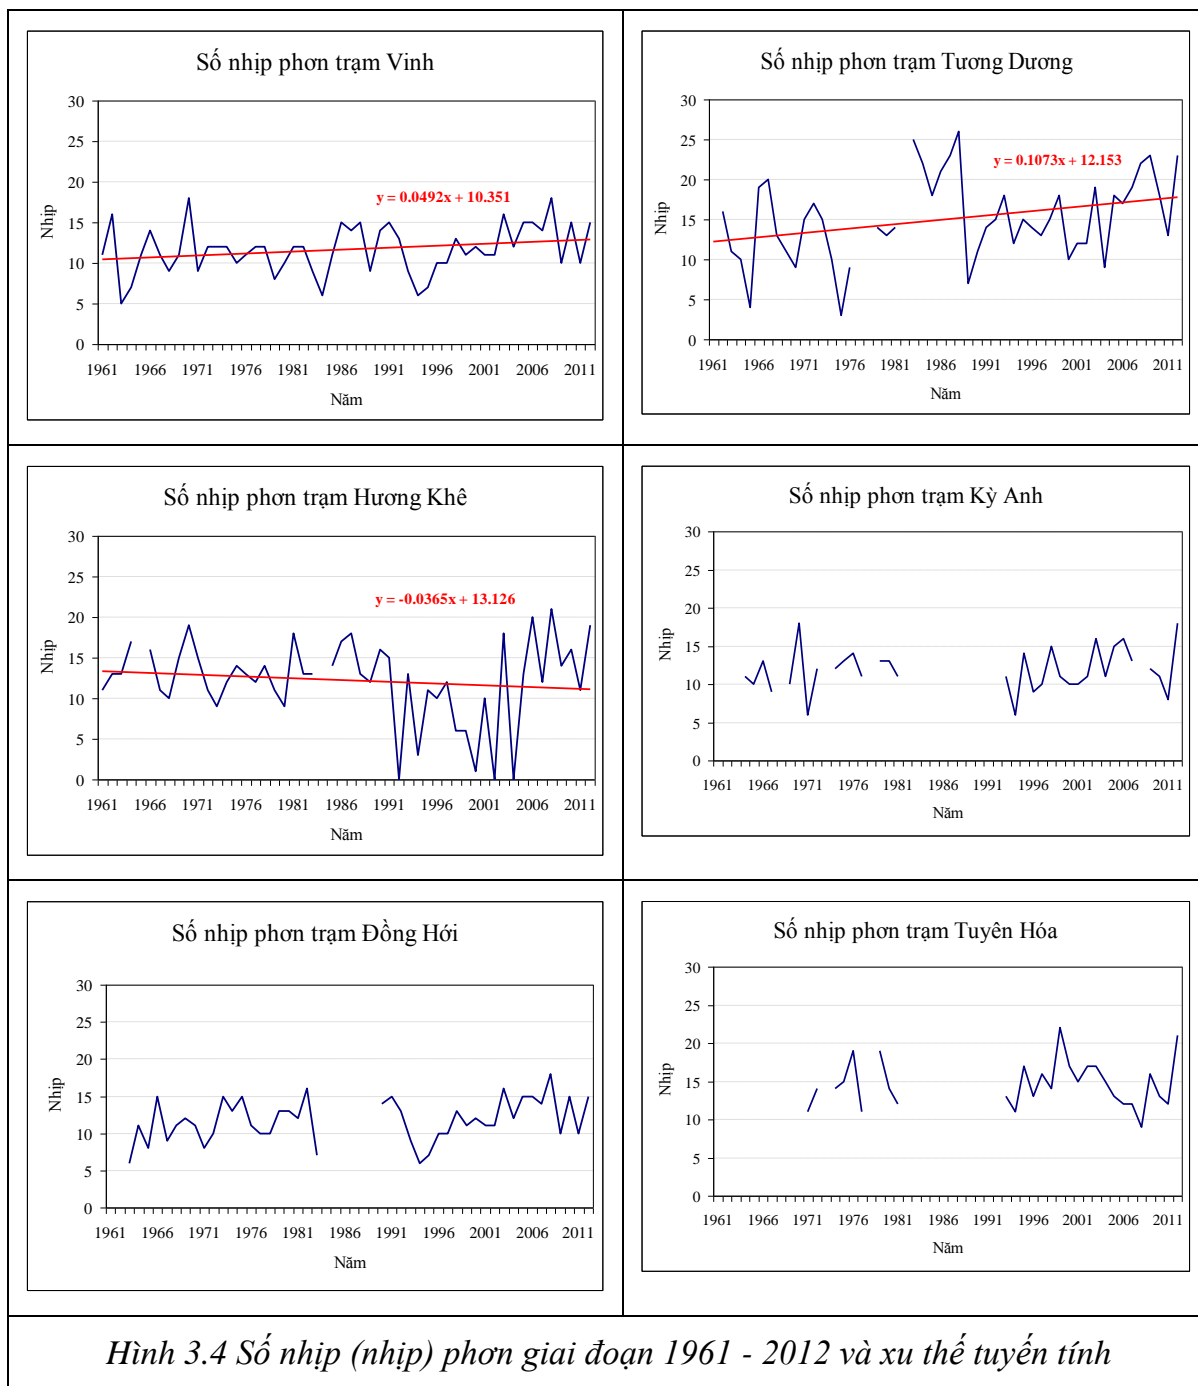 Số nhịp phơn trạm Vinh
30
25
20
15
10
5
0
Nhịp
y = 0.0492x + 10.351
1961 1966 1971 1976 1981 1986 1991 1996 2001 2006 2011
Năm
Số nhịp phơn trạm Tương Dương
30
25
20
15
10
5
0
Nhịp
y = 0.1073x + 12.153
1961 1966 1971 1976 1981 1986 1991 1996 2001 2006 2011
Năm
Số nhịp phơn trạm Hương Khê
30
25
20
15
10
5
0
Nhịp
y = -0.0365x + 13.126
1961 1966 1971 1976 1981 1986 1991 1996 2001 2006 2011
Năm
Số nhịp phơn trạm Kỳ Anh
30
25
20
15
10
5
0
Nhịp
1961 1966 1971 1976 1981 1986 1991 1996 2001 2006 2011
Năm
Số nhịp phơn trạm Đồng Hới
30
25
20
15
10
5
0
Nhịp
1961 1966 1971 1976 1981 1986 1991 1996 2001 2006 2011
Năm
Số nhịp phơn trạm Tuyên Hóa
30
25
20
15
10
5
0
Nhịp
1961 1966 1971 1976 1981 1986 1991 1996 2001 2006 2011
Năm
Hình 3.4 Số nhịp (nhịp) phơn giai đoạn 1961 - 2012 và xu thế tuyến tính